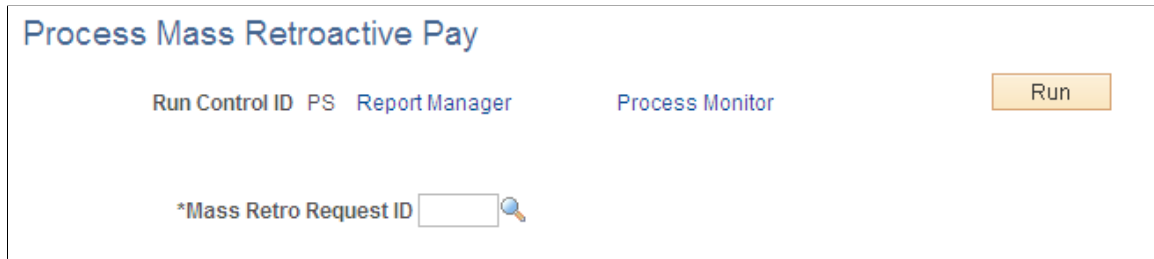 Process Mass Retroactive Pay
Run Control ID PS Report Manager Process Monitor Run
*Mass Retro Request ID